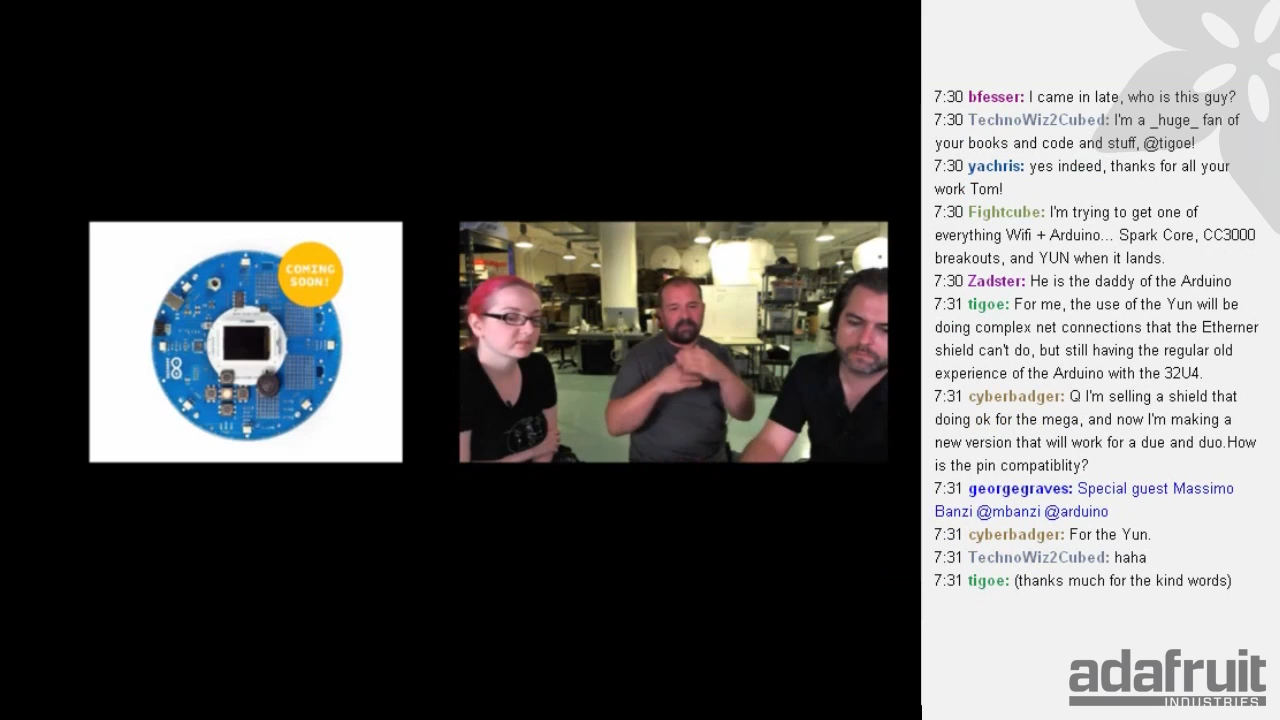 COMING
SOON!
7:30 bfesser: I came in late, who is this guy?
7:30 TechnoWiz2Cubed: I'm a _huge_ fan of
your books and code and stuff, @tigoe!
7:30 yachris: yes indeed, thanks for all your
work Tom!
7:30 Fightcube: I'm trying to get one of
everything Wifi + Arduino... Spark Core, CC3000
breakouts, and YUN when it lands.
7:30 Zadster: He is the daddy of the Arduino
7:31 tigoe: For me, the use of the Yun will be
doing complex net connections that the Etherner
shield can't do, but still having the regular old
experience of the Arduino with the 32U4.
7:31 cyberbadger: Q I'm selling a shield that
doing ok for the mega, and now I'm making a
new version that will work for a due and duo.How
is the pin compatiblity?
7:31 georgegraves: Special guest Massimo
Banzi @mbanzi @arduino
7:31 cyberbadger: For the Yun.
7:31 TechnoWiz2Cubed: haha
7:31 tigoe: (thanks much for the kind words)
adafruit
INDUSTRIES